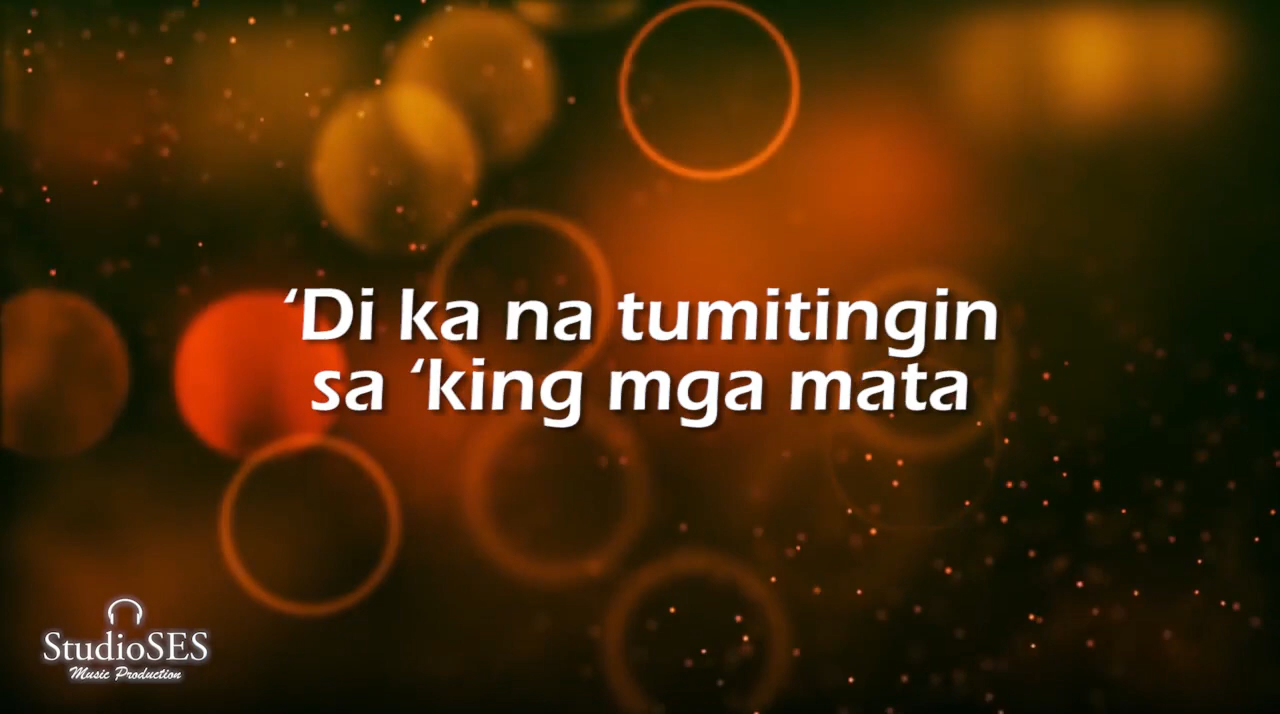 ‘Di ka na tumitingin
sa ‘king mga mata
StudioSES
Music Production